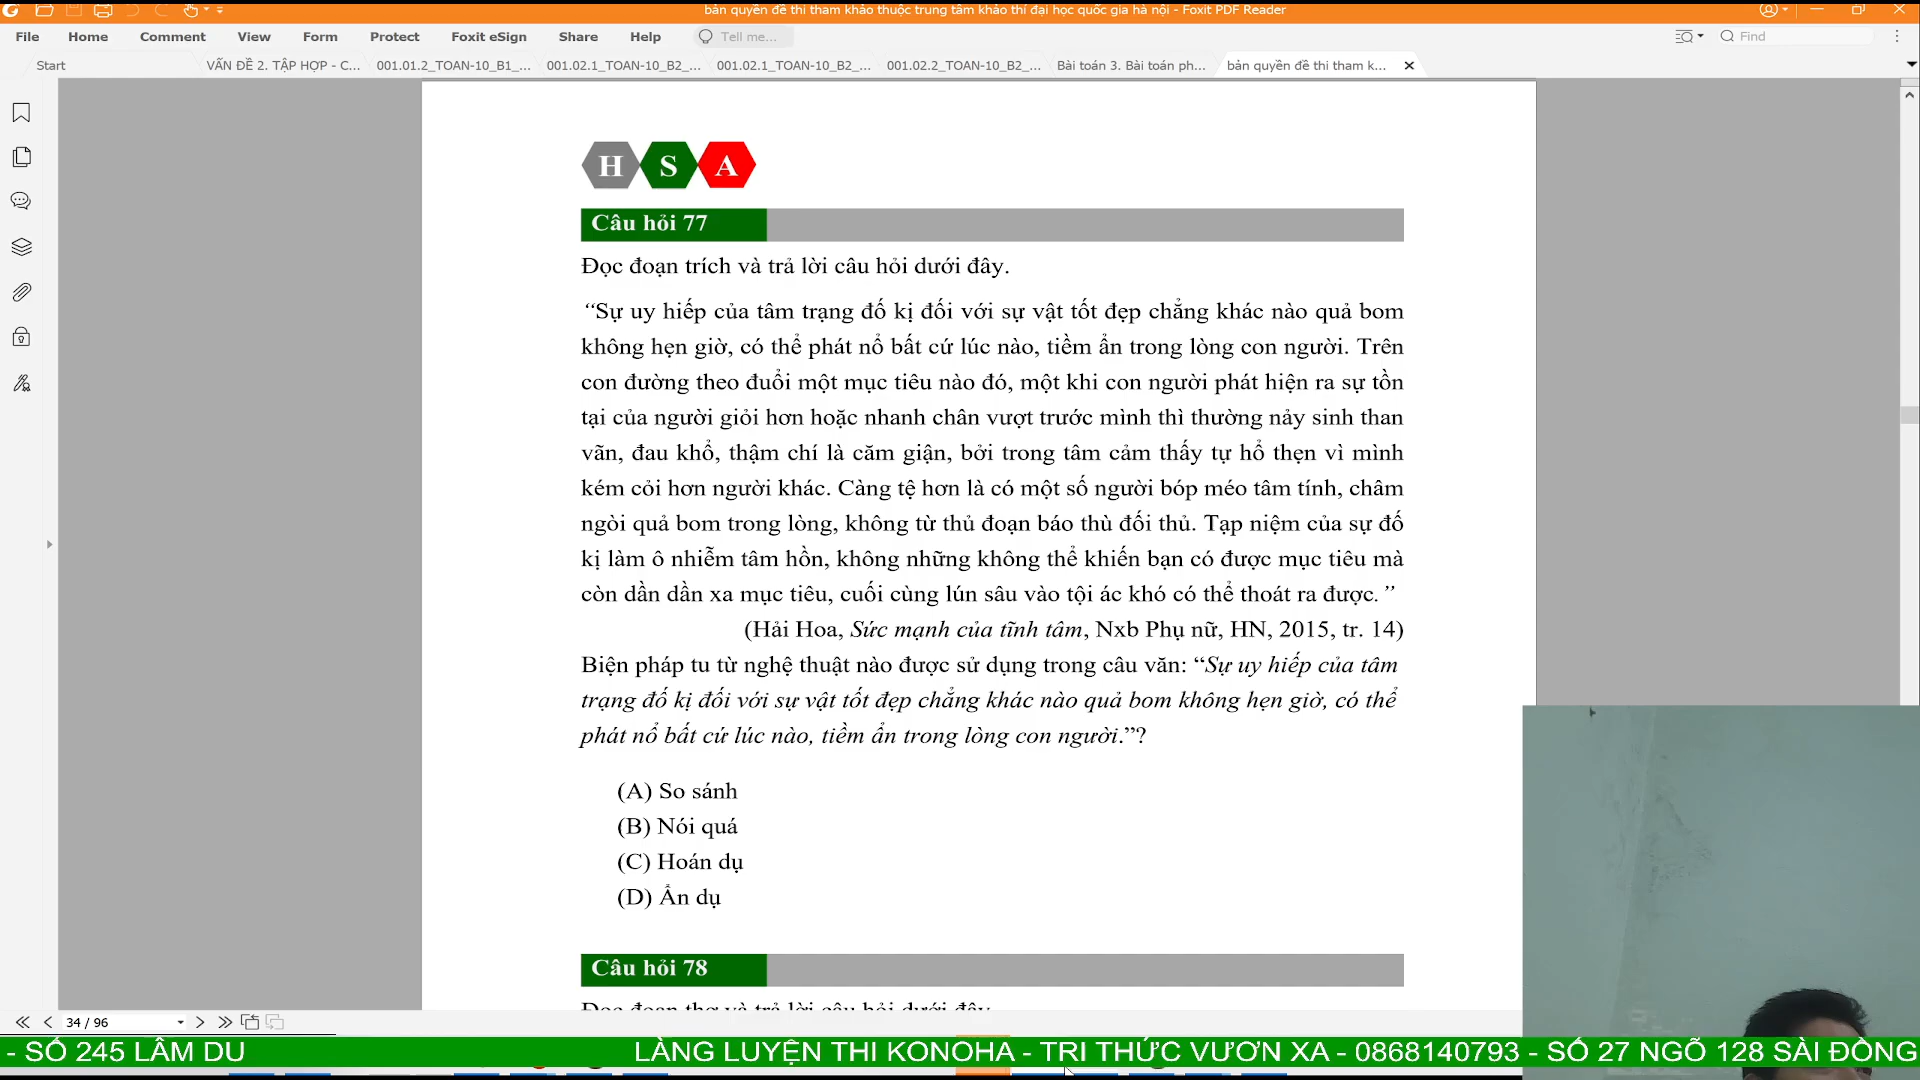 bản quyền đề thi tham khảo thuộc trung tâm khảo thí đại học quốc gia hà nội - Foxit PDF Reader
File Home Comment View Form Protect Foxit eSign Share Help Tell me... Find
Start VẤN ĐỀ 2. TẬP HỢP - C... 001.01.2_TOAN-10_B1_... 001.02.1_TOAN-10_B2_... 001.02.1_TOAN-10_B2_... 001.02.2_TOAN-10_B2_... Bài toán 3. Bài toán ph... bản quyền đề thi tham k...
H S A
Câu hỏi 77
Đọc đoạn trích và trả lời câu hỏi dưới đây.
“Sự uy hiếp của tâm trạng đố kị đối với sự vật tốt đẹp chẳng khác nào quả bom
không hẹn giờ, có thể phát nổ bất cứ lúc nào, tiềm ẩn trong lòng con người. Trên
con đường theo đuổi một mục tiêu nào đó, một khi con người phát hiện ra sự tồn
tại của người giỏi hơn hoặc nhanh chân vượt trước mình thì thường nảy sinh than
vãn, đau khổ, thậm chí là căm giận, bởi trong tâm cảm thấy tự hổ thẹn vì mình
kém cỏi hơn người khác. Càng tệ hơn là có một số người bóp méo tâm tính, châm
ngòi quả bom trong lòng, không từ thủ đoạn báo thù đối thủ. Tạp niệm của sự đố
kị làm ô nhiễm tâm hồn, không những không thể khiến bạn có được mục tiêu mà
còn dần dần xa mục tiêu, cuối cùng lún sâu vào tội ác khó có thể thoát ra được.”
(Hải Hoa, Sức mạnh của tĩnh tâm, Nxb Phụ nữ, HN, 2015, tr. 14)
Biện pháp tu từ nghệ thuật nào được sử dụng trong câu văn: “Sự uy hiếp của tâm
trạng đố kị đối với sự vật tốt đẹp chẳng khác nào quả bom không hẹn giờ, có thể
phát nổ bất cứ lúc nào, tiềm ẩn trong lòng con người.”?
(A) So sánh
(B) Nói quá
(C) Hoán dụ
(D) Ẩn dụ
Câu hỏi 78
Đọc đoạn thơ và trả lời câu hỏi dưới đây
34 / 96
- SỐ 245 LÂM DU LÀNG LUYỆN THI KONOHA - TRI THỨC VƯƠN XA - 0868140793 - SỐ 27 NGÕ 128 SÀI ĐỒNG